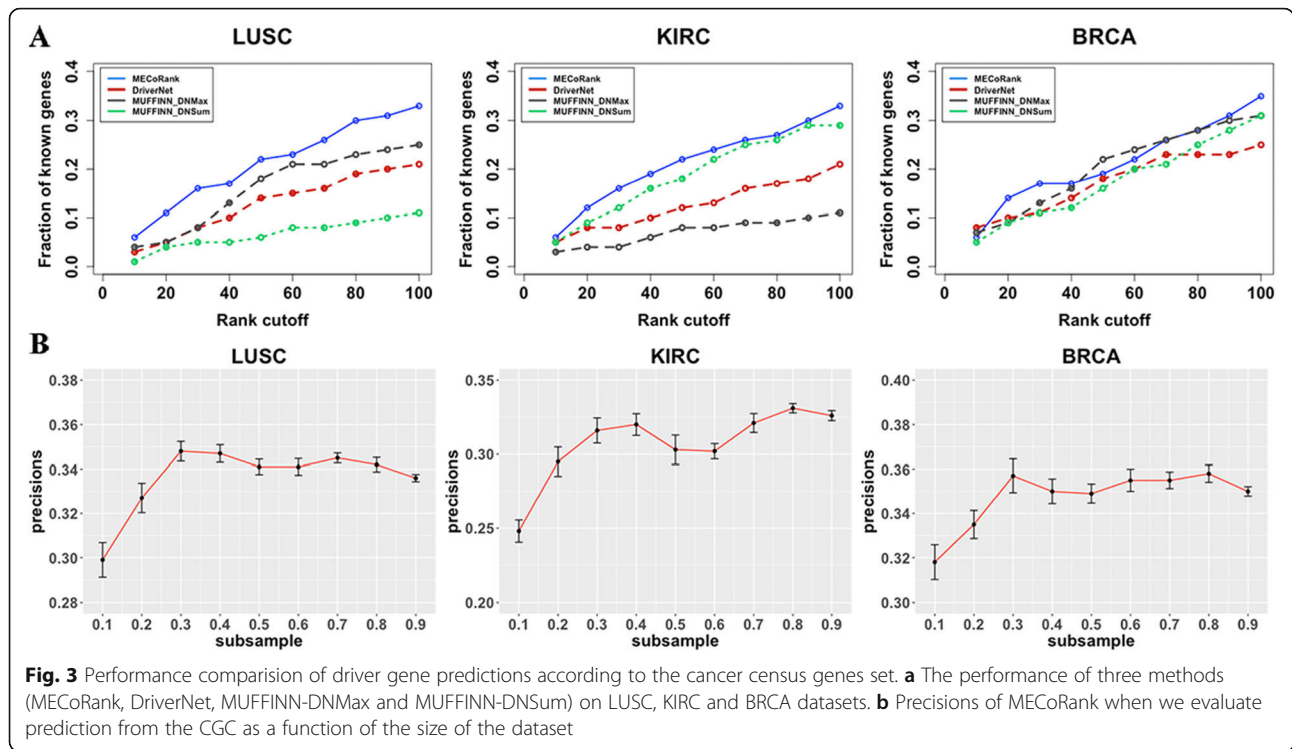 A
LUSC
KIRC
BRCA
Fraction of known genes
0.4
0.3
0.2
0.1
0.0
MECoRank
DriverNet
MUFFINN_DNMax
MUFFINN_DNSum
0 20 40 60 80 100
Rank cutoff
Fraction of known genes
0.4
0.3
0.2
0.1
0.0
MECoRank
DriverNet
MUFFINN_DNMax
MUFFINN_DNSum
0 20 40 60 80 100
Rank cutoff
Fraction of known genes
0.4
0.3
0.2
0.1
0.0
MECoRank
DriverNet
MUFFINN_DNMax
MUFFINN_DNSum
0 20 40 60 80 100
Rank cutoff
B
LUSC
KIRC
BRCA
precisions
0.38
0.36
0.34
0.32
0.30
0.28
0.1 0.2 0.3 0.4 0.5 0.6 0.7 0.8 0.9
subsample
precisions
0.35
0.30
0.25
0.20
0.1 0.2 0.3 0.4 0.5 0.6 0.7 0.8 0.9
subsample
precisions
0.40
0.38
0.36
0.34
0.32
0.30
0.1 0.2 0.3 0.4 0.5 0.6 0.7 0.8 0.9
subsample
Fig. 3 Performance comparision of driver gene predictions according to the cancer census genes set. a The performance of three methods
(MECoRank, DriverNet, MUFFINN-DNMax and MUFFINN-DNSum) on LUSC, KIRC and BRCA datasets. b Precisions of MECoRank when we evaluate
prediction from the CGC as a function of the size of the dataset